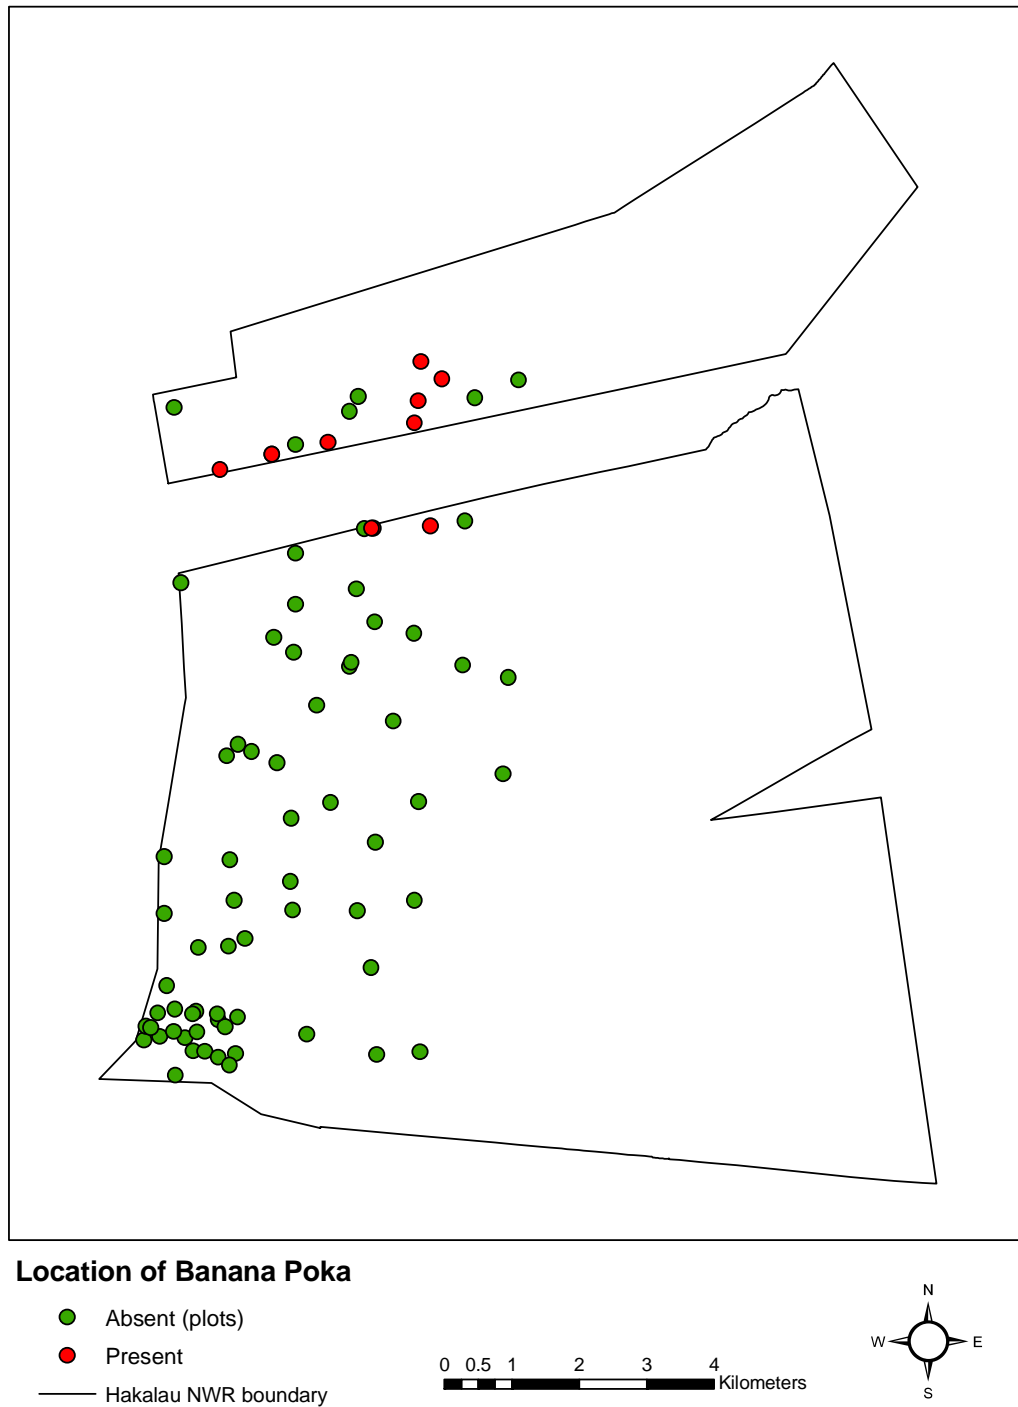 Location of Banana Poka
Absent (plots)
Present
Hakalau NWR boundary
0 0.5 1 2 3 4
Kilometers
N
W E
S